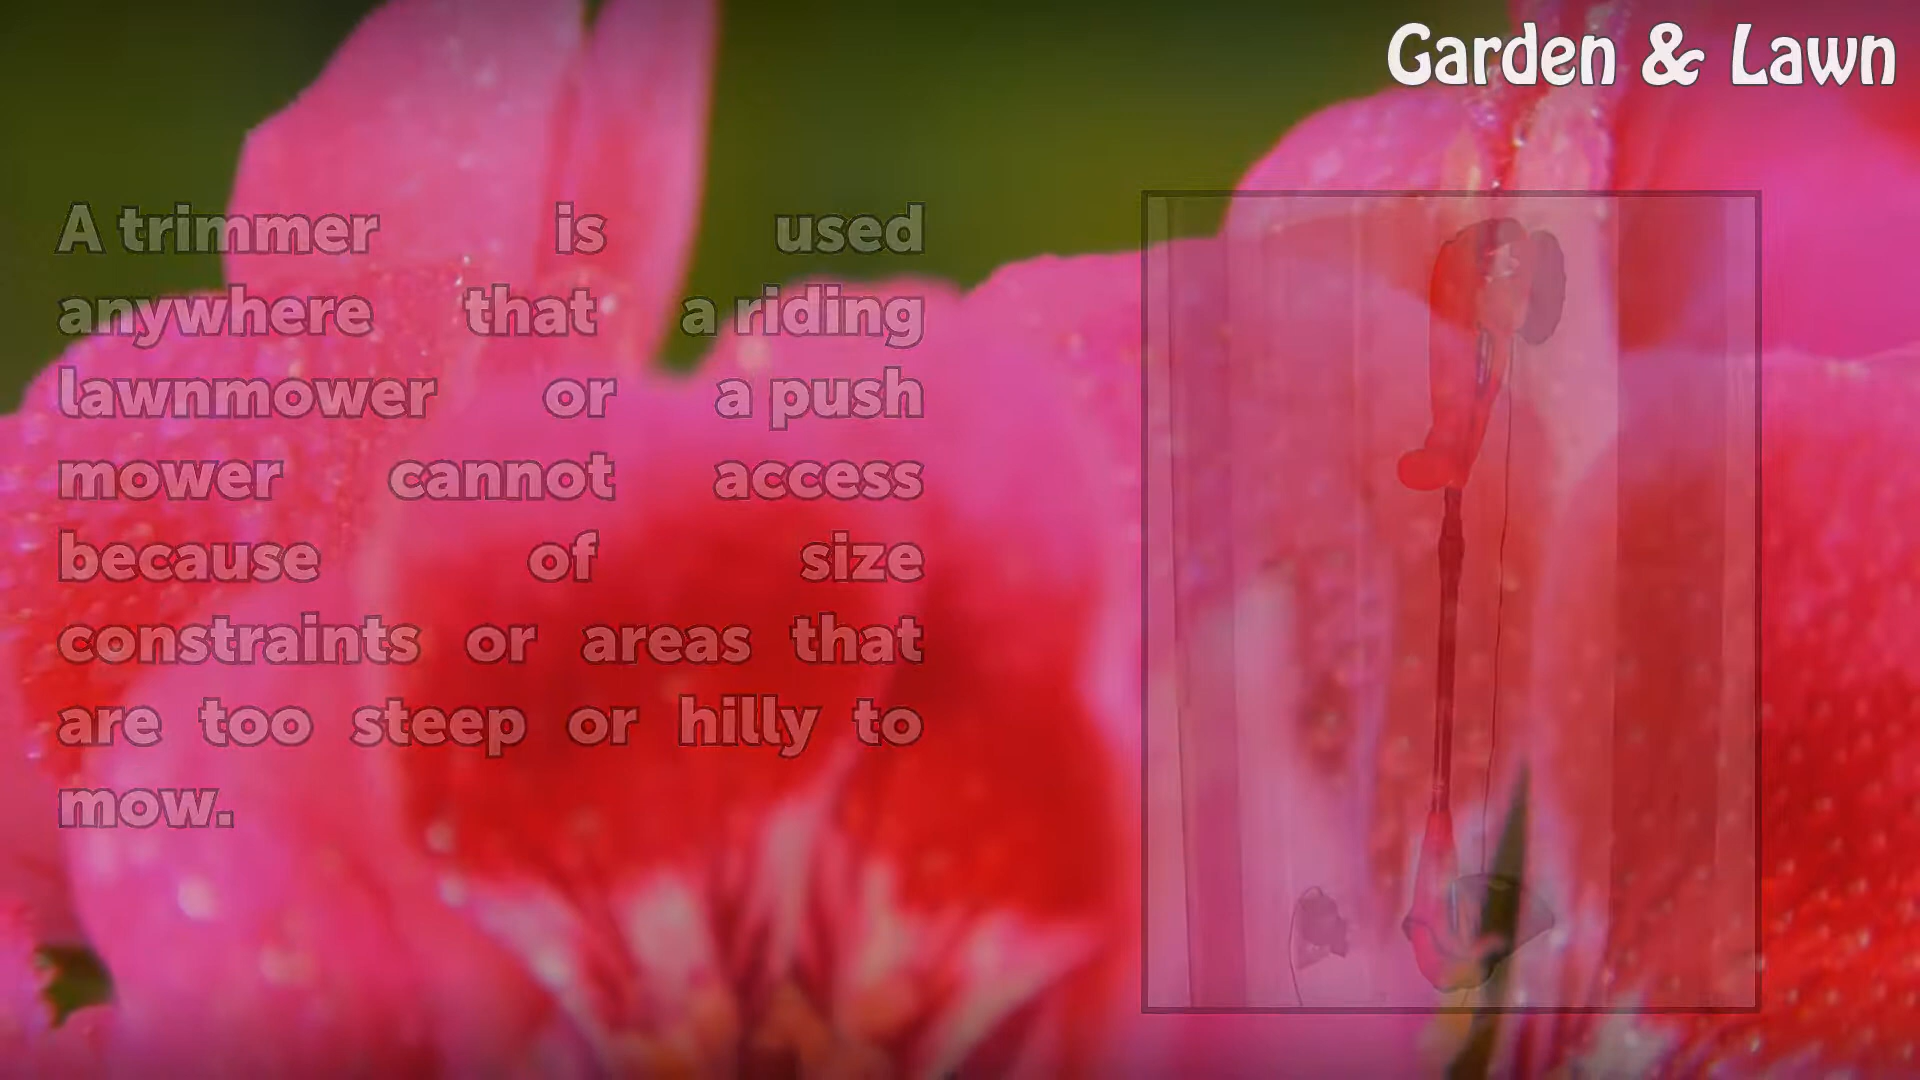 Garden & Lawn
A trimmer is used
anywhere that a riding
lawnmower or a push
mower cannot access
because of size
constraints or areas that
are too steep or hilly to
mow.